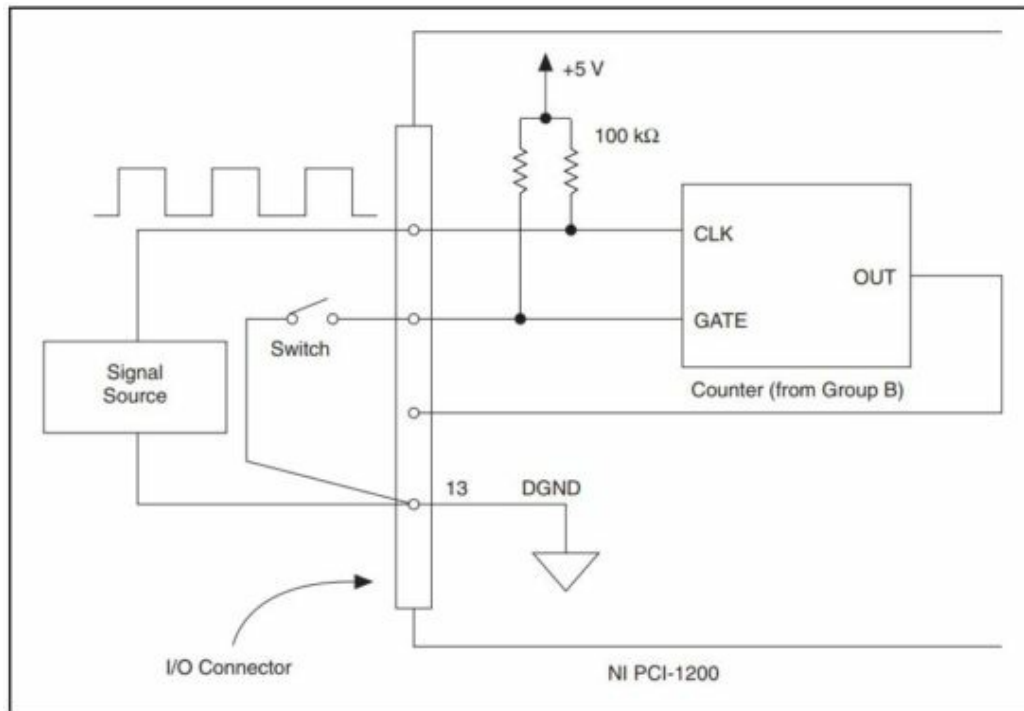 +5 V
100 kΩ
CLK
OUT
GATE
Switch
Signal
Source
Counter (from Group B)
13 DGND
I/O Connector
NI PCI-1200